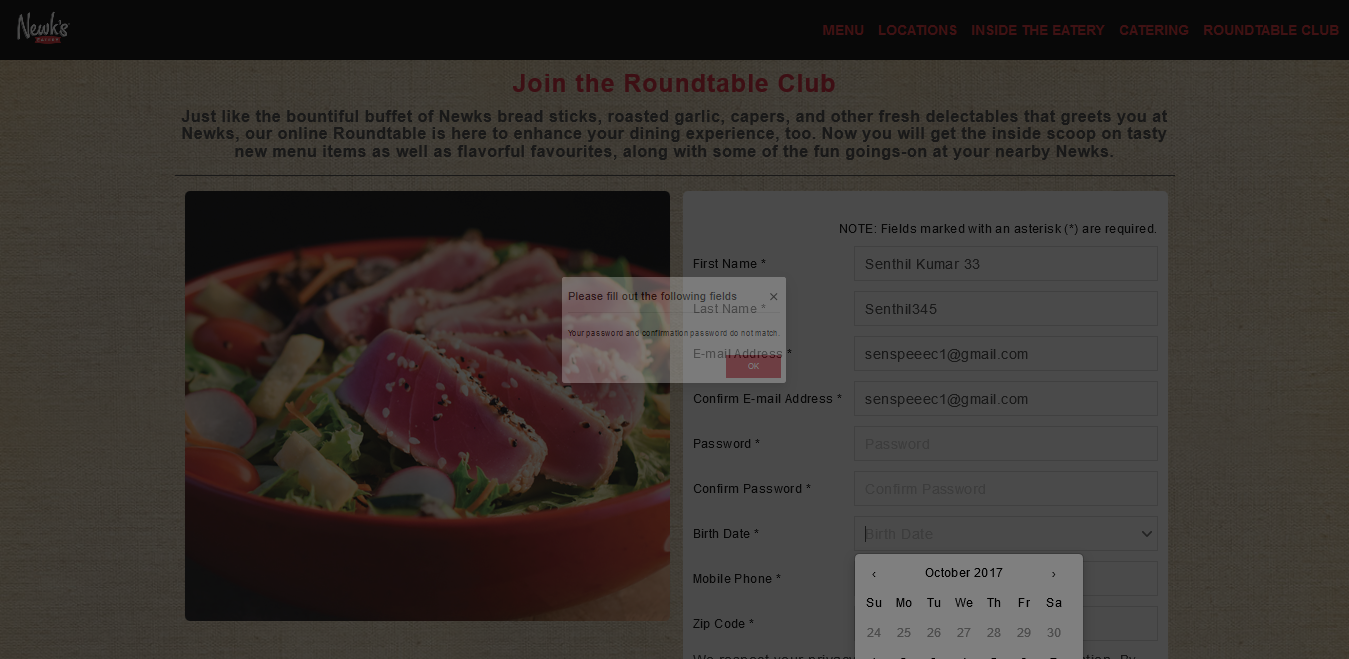 Newk's
EATERY
MENU LOCATIONS INSIDE THE EATERY CATERING ROUNDTABLE CLUB
Join the Roundtable Club
Just like the bountiful buffet of Newks bread sticks, roasted garlic, capers, and other fresh delectables that greets you at
Newks, our online Roundtable is here to enhance your dining experience, too. Now you will get the inside scoop on tasty
new menu items as well as flavorful favourites, along with some of the fun goings-on at your nearby Newks.
NOTE: Fields marked with an asterisk (*) are required.
First Name * Senthil Kumar 33
Please fill out the following fields ×
Last Name * Senthil345
Your password and confirmation password do not match.
E-mail Address * senspeeec1@gmail.com
OK
Confirm E-mail Address * senspeeec1@gmail.com
Password * Password
Confirm Password * Confirm Password
Birth Date * Birth Date
Mobile Phone *
‹ October 2017 ›
Su Mo Tu We Th Fr Sa
Zip Code *
24 25 26 27 28 29 30
We respect your privacy
By